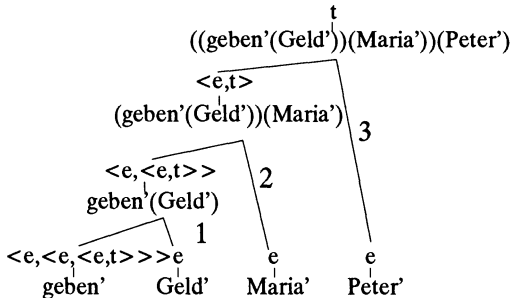 t
((geben’(Geld’))(Maria’))(Peter’)
<e,t>
(geben’(Geld’))(Maria’)
3
<e,<e,t>>
2
geben’(Geld’)
1
<e,<e,<e,t>>>e e e
geben’ Geld’ Maria’ Peter’